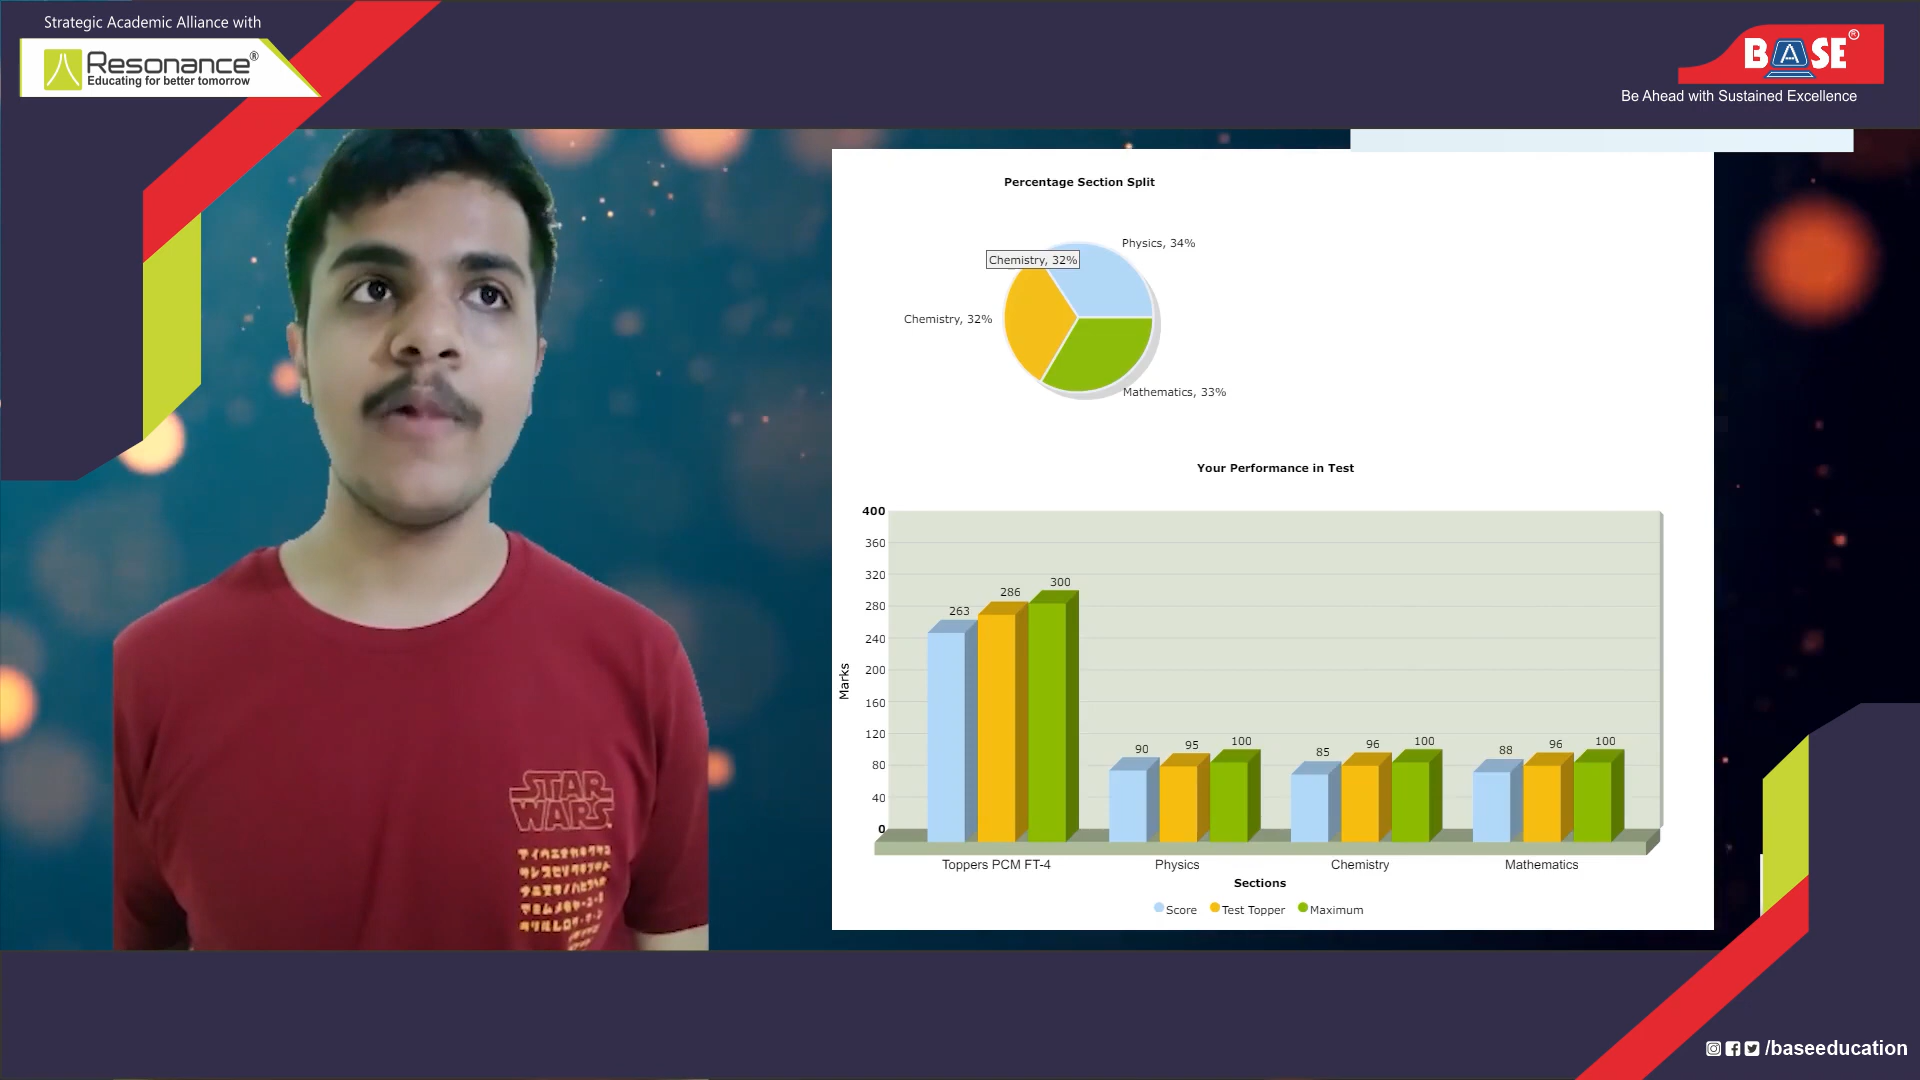 Strategic Academic Alliance with
Resonance®
Educating for better tomorrow
BASE®
Be Ahead with Sustained Excellence
Percentage Section Split
Physics, 34%
Chemistry, 32%
Chemistry, 32%
Mathematics, 33%
Your Performance in Test
400
360
320
280
240
200
160
120
80
40
0
Marks
263
286
300
90
95
100
85
96
100
88
96
100
Toppers PCM FT-4
Physics
Chemistry
Mathematics
Sections
Score
Test Topper
Maximum
STAR
WARS
/baseeducation